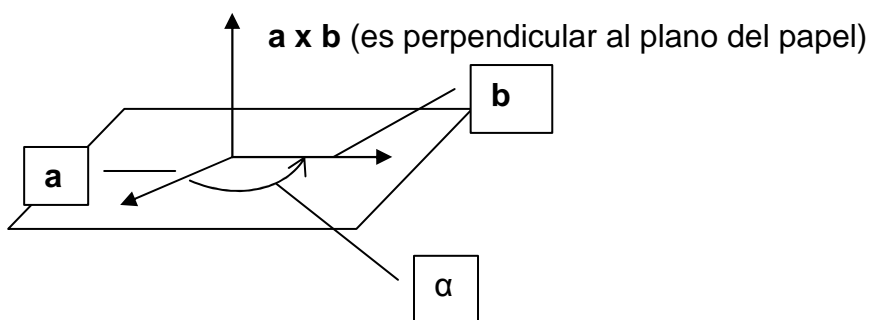 a x b (es perpendicular al plano del papel)
b
a
α